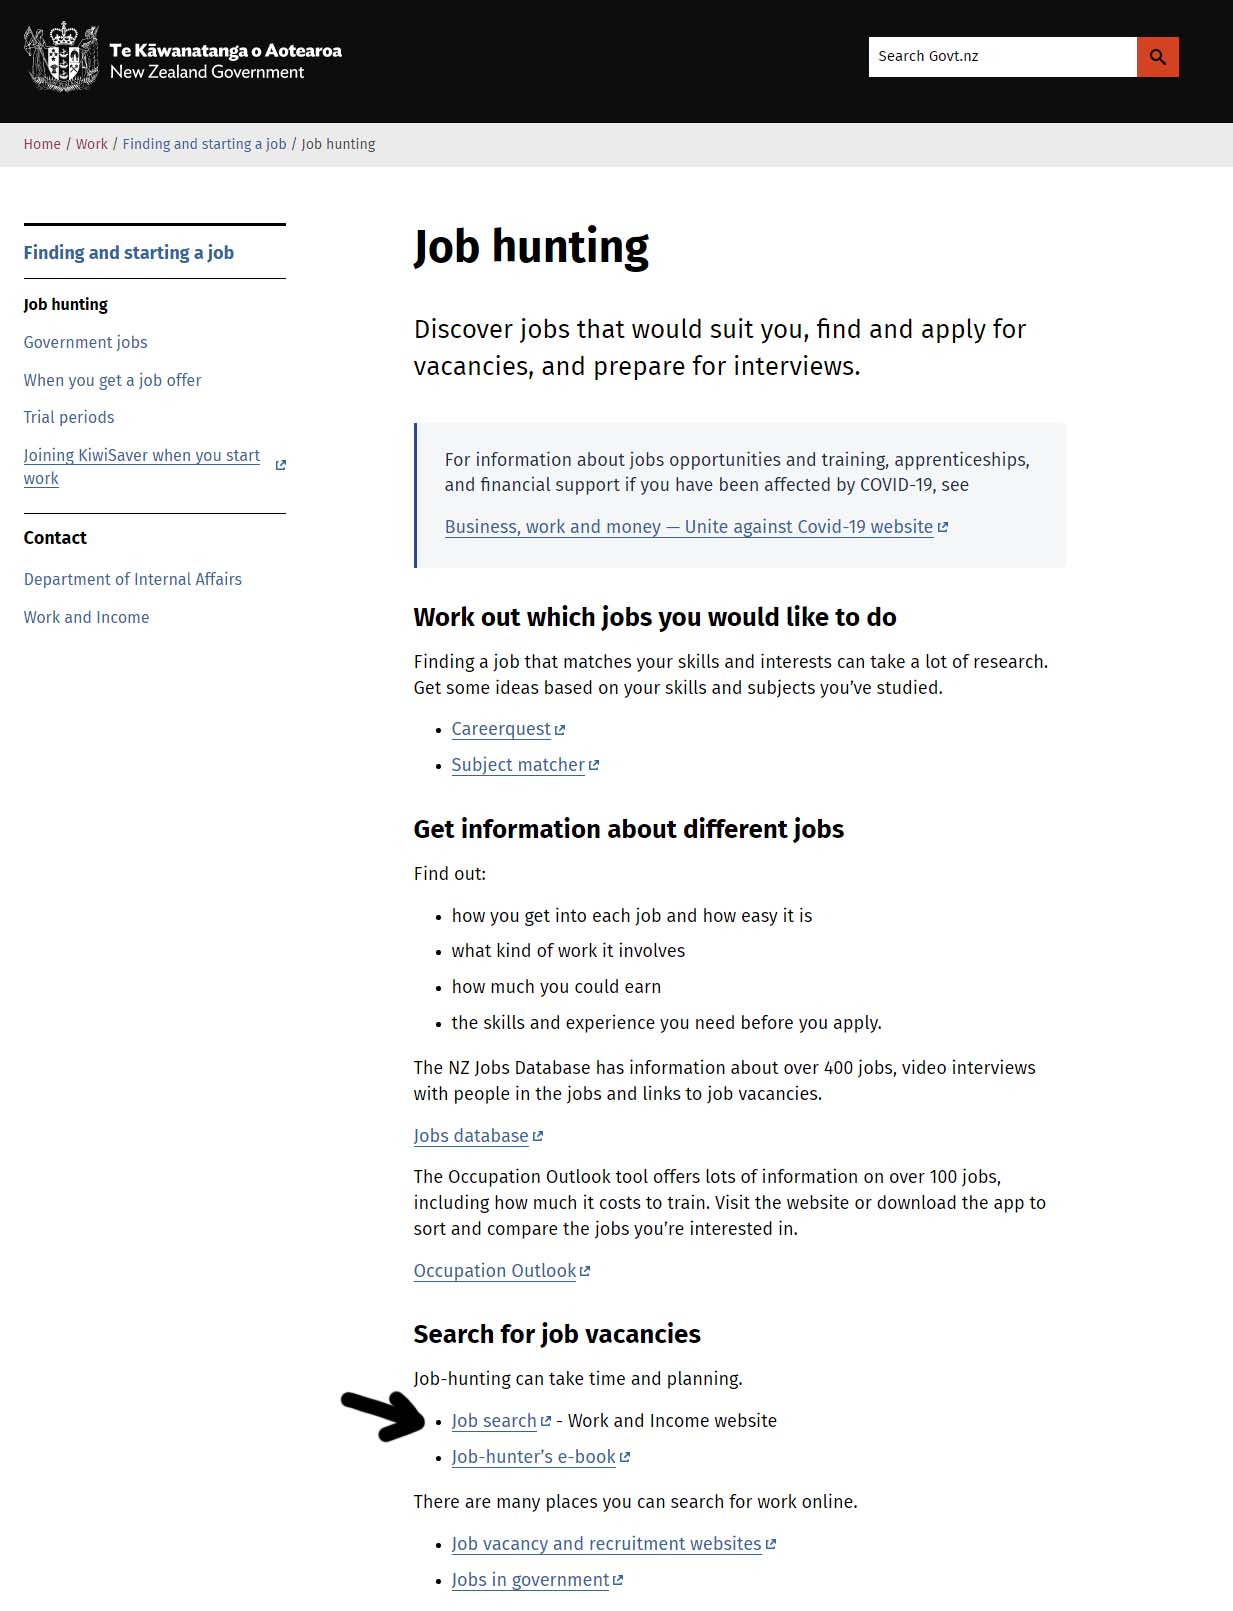 Te Kāwanatanga o Aotearoa
New Zealand Government
Search Govt.nz
Home / Work / Finding and starting a job / Job hunting
Finding and starting a job
Job hunting
Government jobs
When you get a job offer
Trial periods
Joining KiwiSaver when you start
work
Contact
Department of Internal Affairs
Work and Income
Job hunting
Discover jobs that would suit you, find and apply for
vacancies, and prepare for interviews.
For information about jobs opportunities and training, apprenticeships,
and financial support if you have been affected by COVID-19, see
Business, work and money — Unite against Covid-19 website
Work out which jobs you would like to do
Finding a job that matches your skills and interests can take a lot of research.
Get some ideas based on your skills and subjects you’ve studied.
• Careerquest
• Subject matcher
Get information about different jobs
Find out:
• how you get into each job and how easy it is
• what kind of work it involves
• how much you could earn
• the skills and experience you need before you apply.
The NZ Jobs Database has information about over 400 jobs, video interviews
with people in the jobs and links to job vacancies.
Jobs database
The Occupation Outlook tool offers lots of information on over 100 jobs,
including how much it costs to train. Visit the website or download the app to
sort and compare the jobs you’re interested in.
Occupation Outlook
Search for job vacancies
Job-hunting can take time and planning.
• Job search - Work and Income website
• Job-hunter’s e-book
There are many places you can search for work online.
• Job vacancy and recruitment websites
• Jobs in government